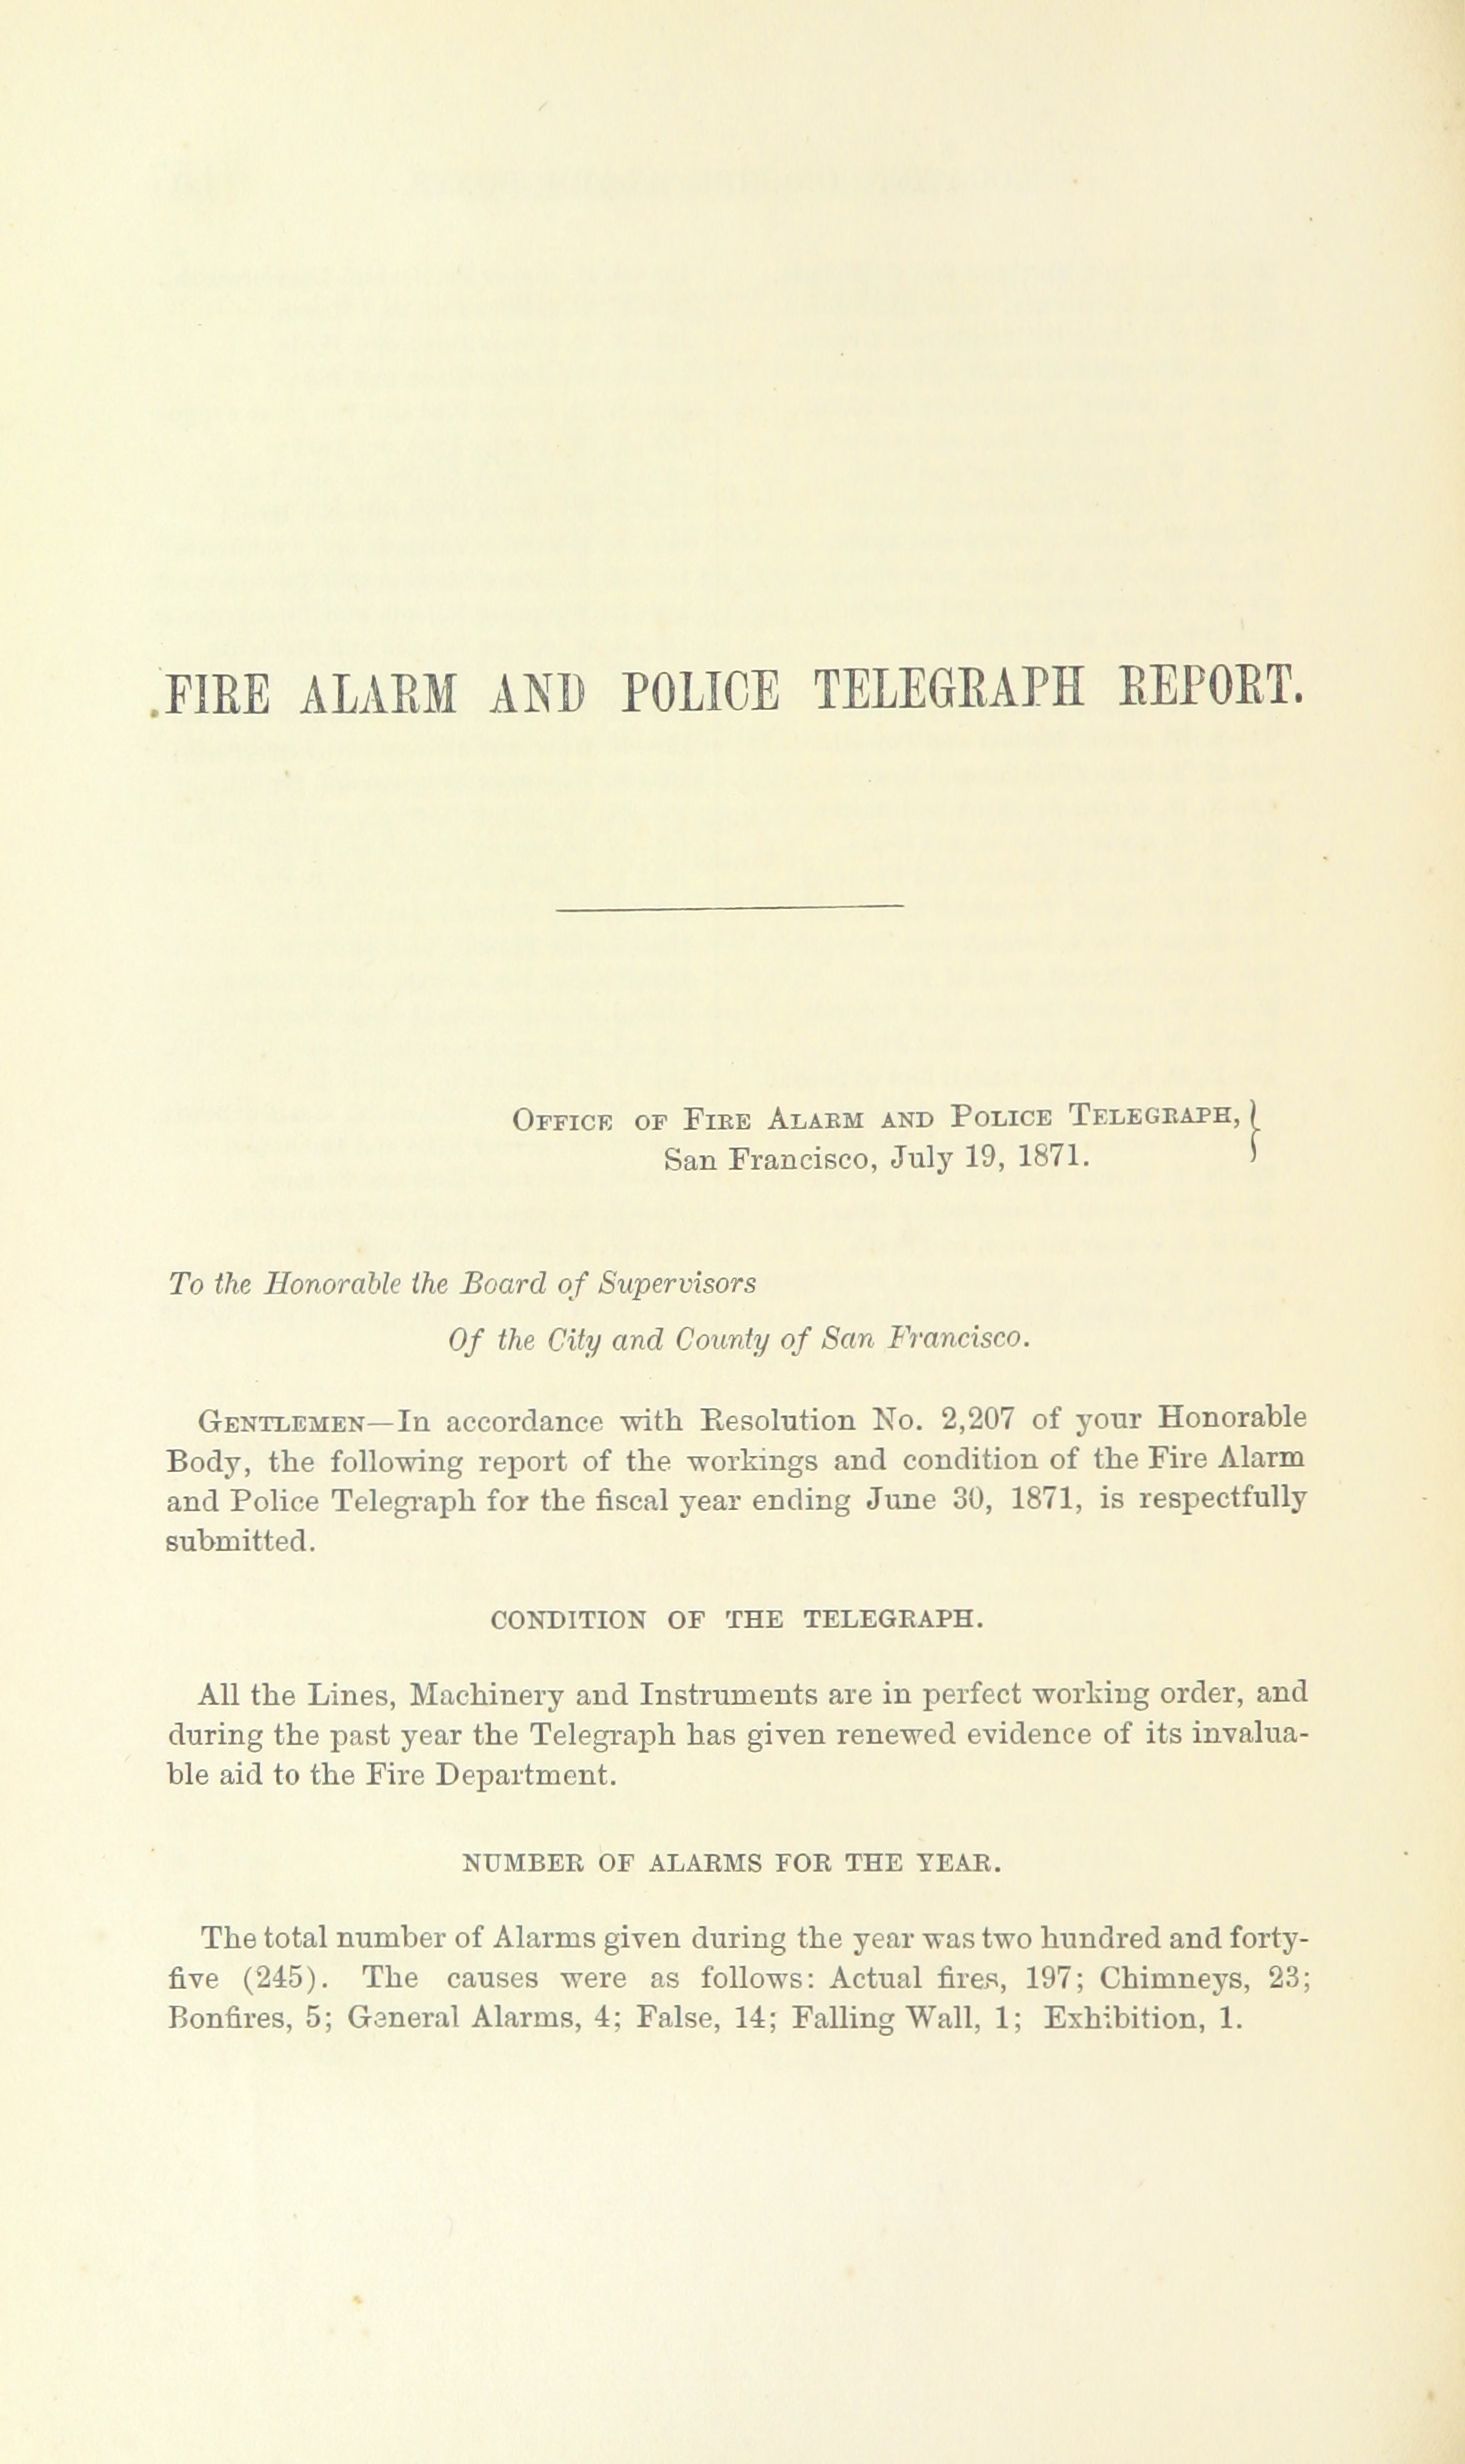 FIRE ALARM AND POLICE TELEGRAPH REPORT.
OFFICE OF FIRE ALARM AND POLICE TELEGRAPH,
San Francisco, July 19, 1871.
To the Honorable the Board of Supervisors
Of the City and County of San Francisco.
GENTLEMEN—In accordance with Resolution No. 2,207 of your Honorable
Body, the following report of the workings and condition of the Fire Alarm
and Police Telegraph for the fiscal year ending June 30, 1871, is respectfully
submitted.
CONDITION OF THE TELEGRAPH.
All the Lines, Machinery and Instruments are in perfect working order, and
during the past year the Telegraph has given renewed evidence of its invalua-
ble aid to the Fire Department.
NUMBER OF ALARMS FOR THE YEAR.
The total number of Alarms given during the year was two hundred and forty-
five (245). The causes were as follows: Actual fires, 197; Chimneys, 23;
Bonfires, 5; General Alarms, 4; False, 14; Falling Wall, 1; Exhibition, 1.